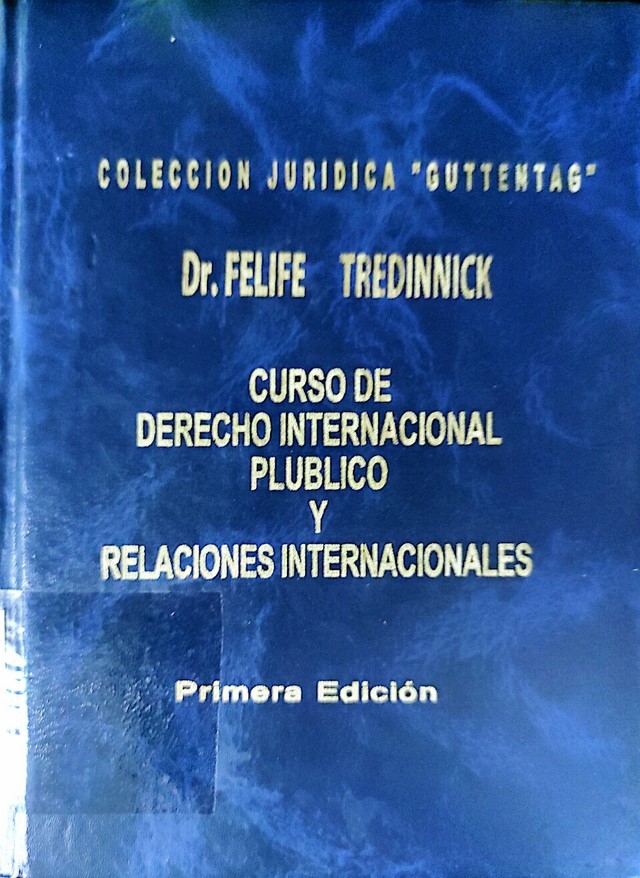 COLECCION JURIDICA "GUTTENTAG"
Dr. FELIFE TREDINNICK
CURSO DE
DERECHO INTERNACIONAL
PLUBLICO
Y
RELACIONES INTERNACIONALES
Primera Edición